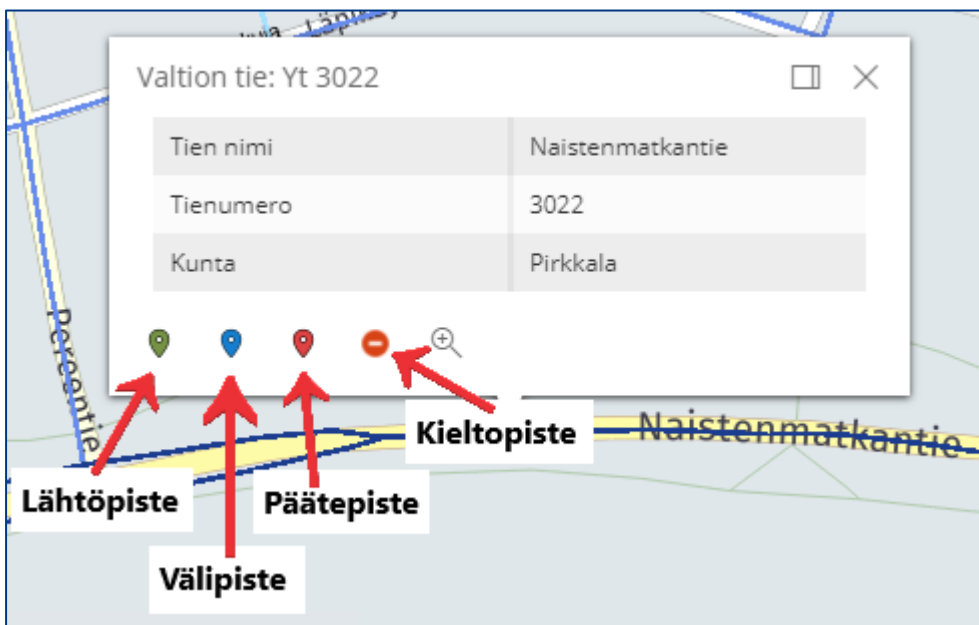 Valtion tie: Yt 3022
Tien nimi Naistenmatkantie
Tienumero 3022
Kunta Pirkkala
Pereentie
Kieltopiste
Naistenmatkantie
Lähtöpiste
Päätepiste
Välipiste